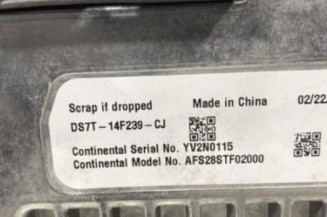 Scrap if dropped Made in China 02/22
DS7T-14F239-CJ
Continental Serial No. YV2N0115
Continental Model No. AFS28STF02000